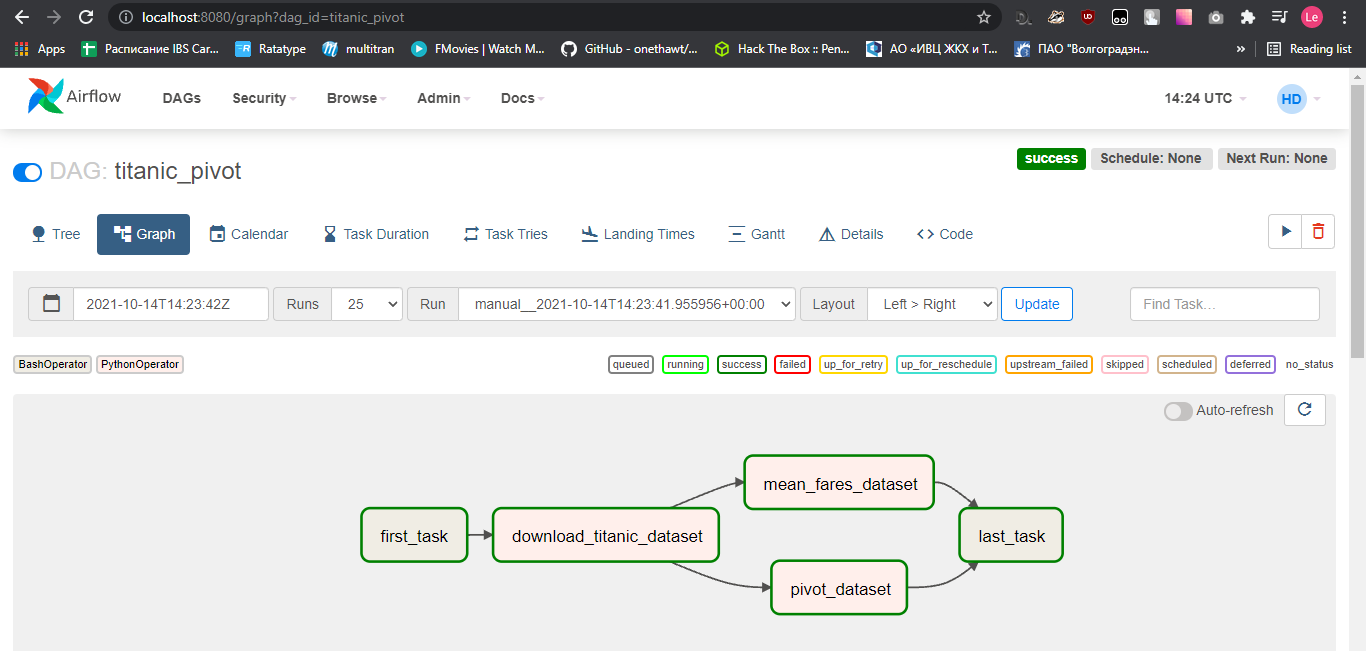 localhost:8080/graph?dag_id=titanic_pivot
Le
Apps Расписание IBS Car... Ratatype multitran FMovies | Watch M... GitHub - onethawt/... Hack The Box :: Pen... АО «ИВЦ ЖКХ и Т... ПАО "Волгоградэн... » Reading list
Airflow DAGs Security Browse Admin Docs 14:24 UTC HD
DAG: titanic_pivot
success Schedule: None Next Run: None
Tree Graph Calendar Task Duration Task Tries Landing Times Gantt Details <> Code
2021-10-14T14:23:42Z Runs 25 Run manual__2021-10-14T14:23:41.955956+00:00 Layout Left > Right Update Find Task...
BashOperator PythonOperator queued running success failed up_for_retry up_for_reschedule upstream_failed skipped scheduled deferred no_status
Auto-refresh
mean_fares_dataset
first_task download_titanic_dataset last_task
pivot_dataset